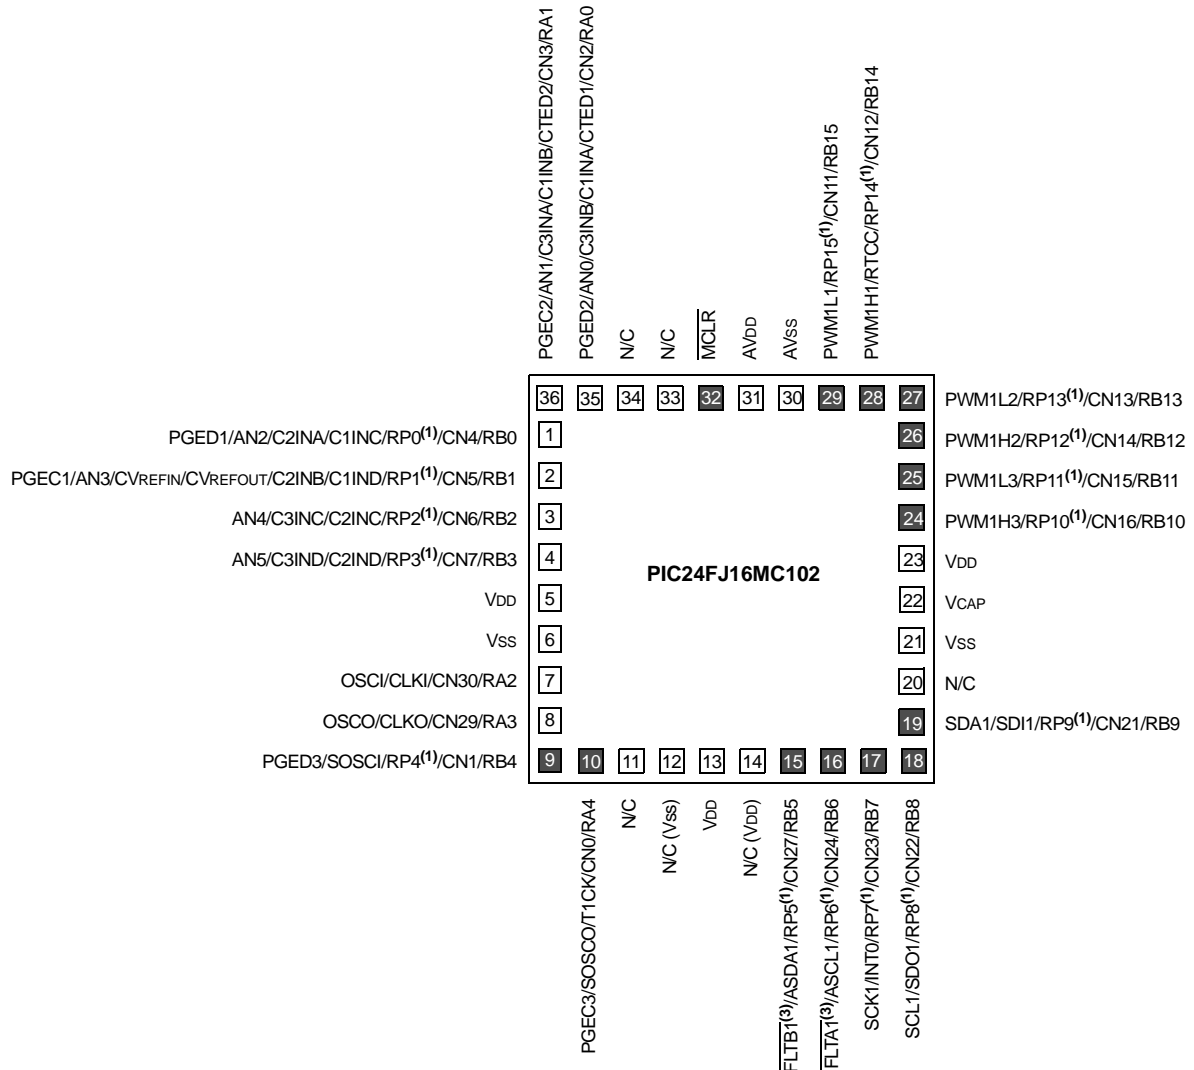 PGEC2/AN1/C3INA/C1INB/CTED2/CN3/RA1
PGED2/AN0/C3INB/C1INA/CTED1/CN2/RA0
N/C
N/C
MCLR
AVDD
AVSS
PWM1L1/RP15(1)/CN11/RB15
PWM1H1/RTCC/RP14(1)/CN12/RB14
36 35 34 33 32 31 30 29 28 27 PWM1L2/RP13(1)/CN13/RB13
PGED1/AN2/C2INA/C1INC/RP0(1)/CN4/RB0 1 26 PWM1H2/RP12(1)/CN14/RB12
PGEC1/AN3/CVREFIN/CVREFOUT/C2INB/C1IND/RP1(1)/CN5/RB1 2 25 PWM1L3/RP11(1)/CN15/RB11
AN4/C3INC/C2INC/RP2(1)/CN6/RB2 3 24 PWM1H3/RP10(1)/CN16/RB10
AN5/C3IND/C2IND/RP3(1)/CN7/RB3 4 23 VDD
PIC24FJ16MC102
VDD 5 22 VCAP
VSS 6 21 VSS
OSCI/CLKI/CN30/RA2 7 20 N/C
OSCO/CLKO/CN29/RA3 8 19 SDA1/SDI1/RP9(1)/CN21/RB9
PGED3/SOSCI/RP4(1)/CN1/RB4 9 10 11 12 13 14 15 16 17 18
PGEC3/SOSCO/T1CK/CN0/RA4
N/C
N/C (VSS)
VDD
N/C (VDD)
FLTB1(3)/ASDA1/RP5(1)/CN27/RB5
FLTA1(3)/ASCL1/RP6(1)/CN24/RB6
SCK1/INT0/RP7(1)/CN23/RB7
SCL1/SDO1/RP8(1)/CN22/RB8